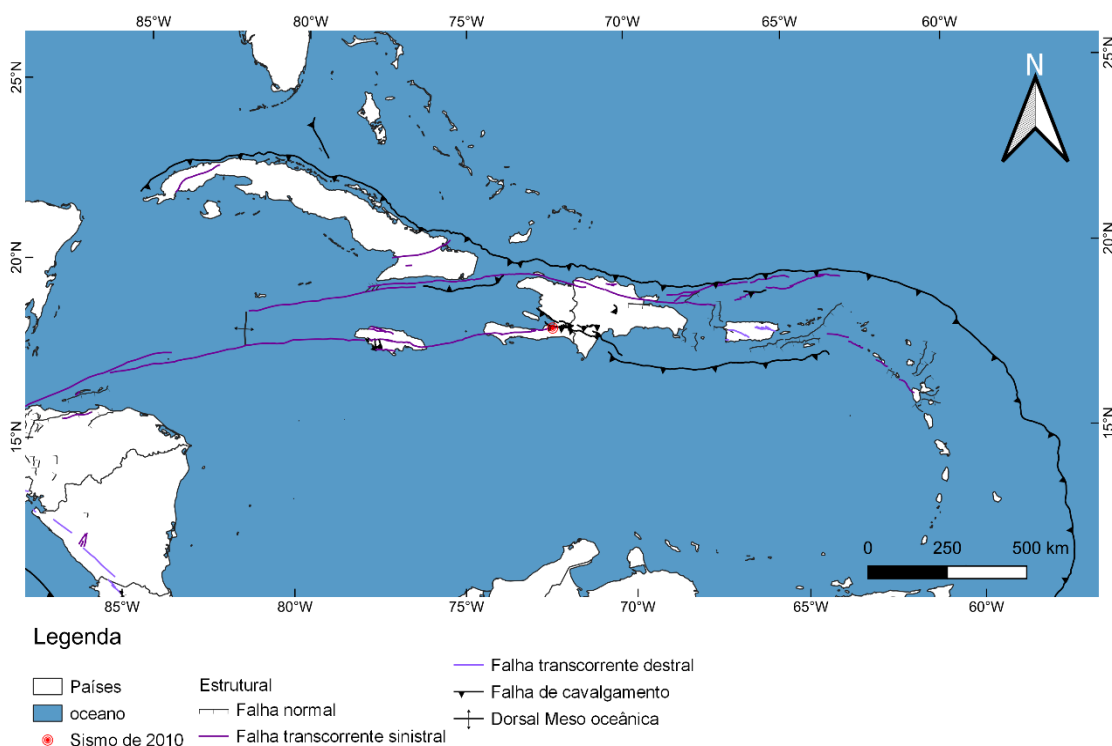 85°W 80°W 75°W 70°W 65°W 60°W
25°N 25°N
N
20°N 20°N
15°N 15°N
0 250 500 km
85°W 80°W 75°W 70°W 65°W 60°W
Legenda
Países
oceano
Sismo de 2010
Estrutural
Falha normal
Falha transcorrente sinistral
Falha transcorrente destral
Falha de cavalgamento
Dorsal Meso oceânica